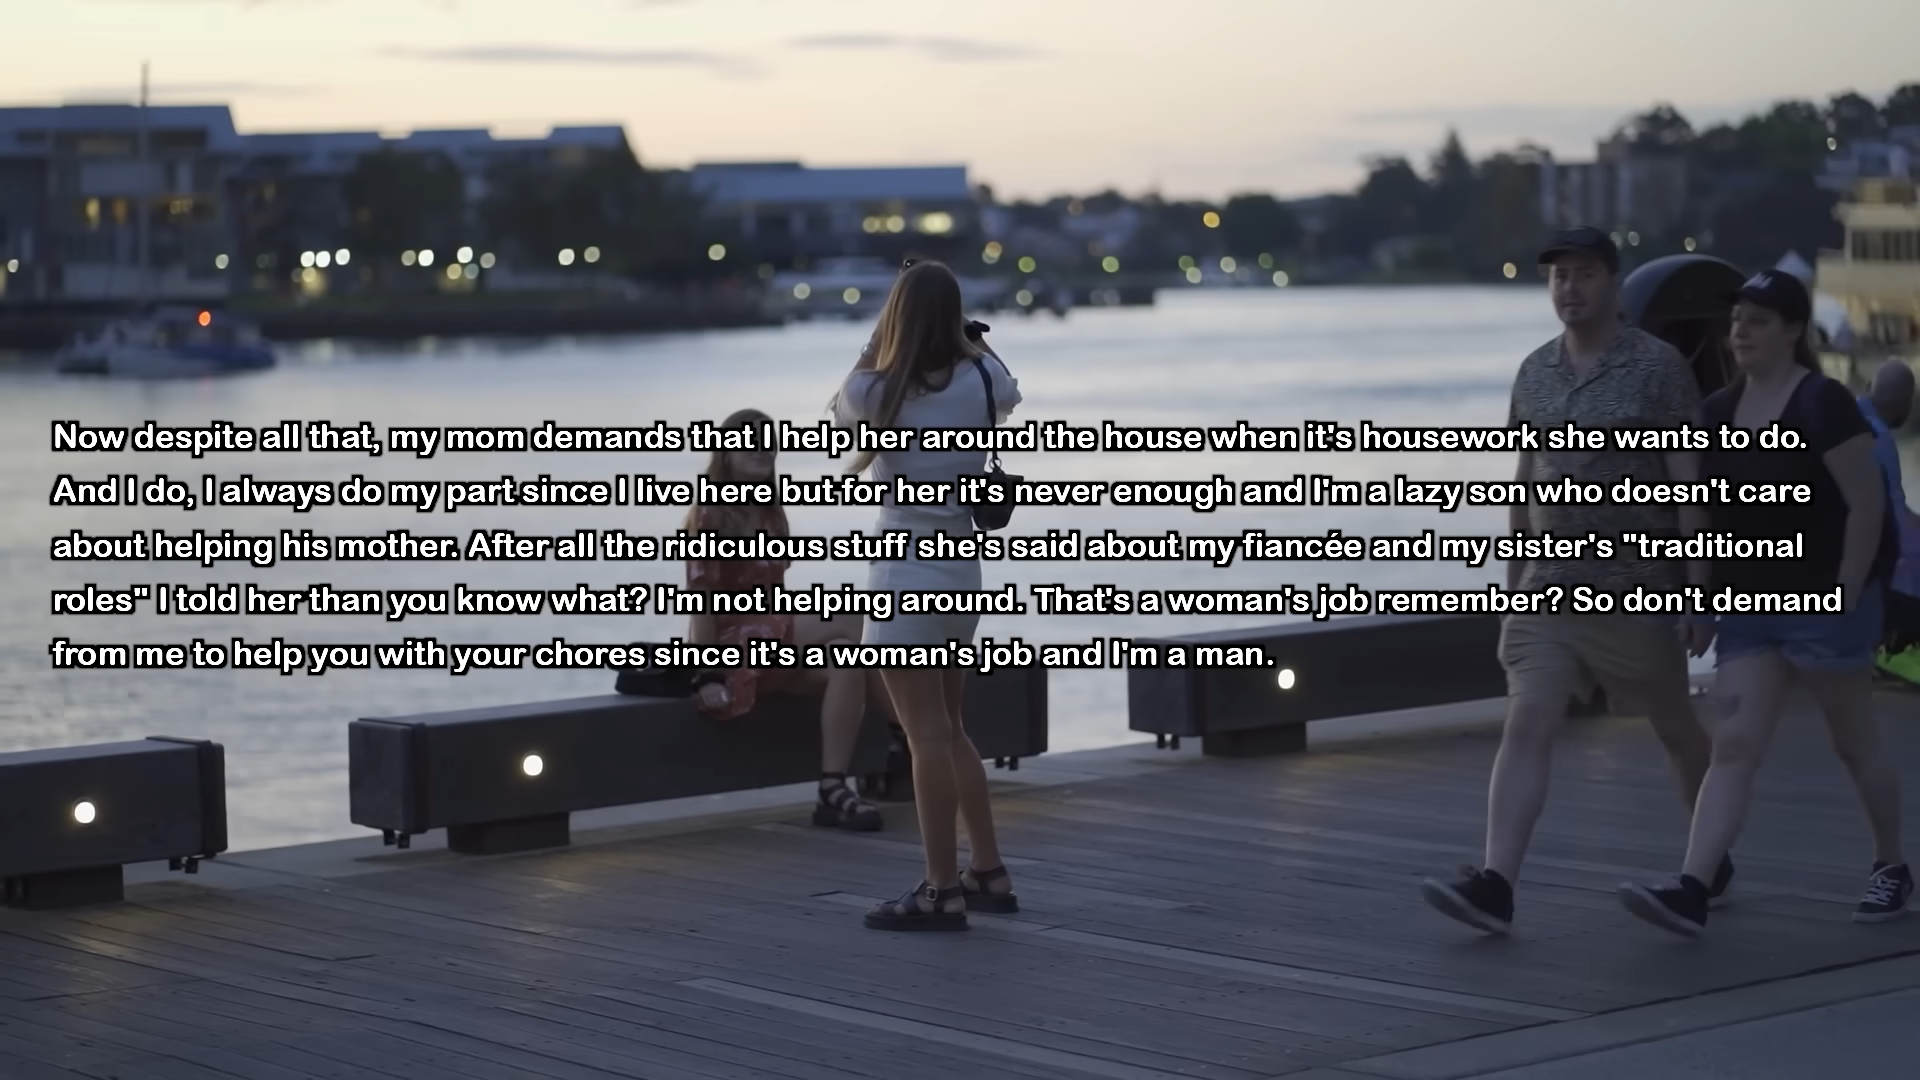 Now despite all that, my mom demands that I help her around the house when it's housework she wants to do.
And I do, I always do my part since I live here but for her it's never enough and I'm a lazy son who doesn't care
about helping his mother. After all the ridiculous stuff she's said about my fiancée and my sister's "traditional
roles" I told her than you know what? I'm not helping around. That's a woman's job remember? So don't demand
from me to help you with your chores since it's a woman's job and I'm a man.